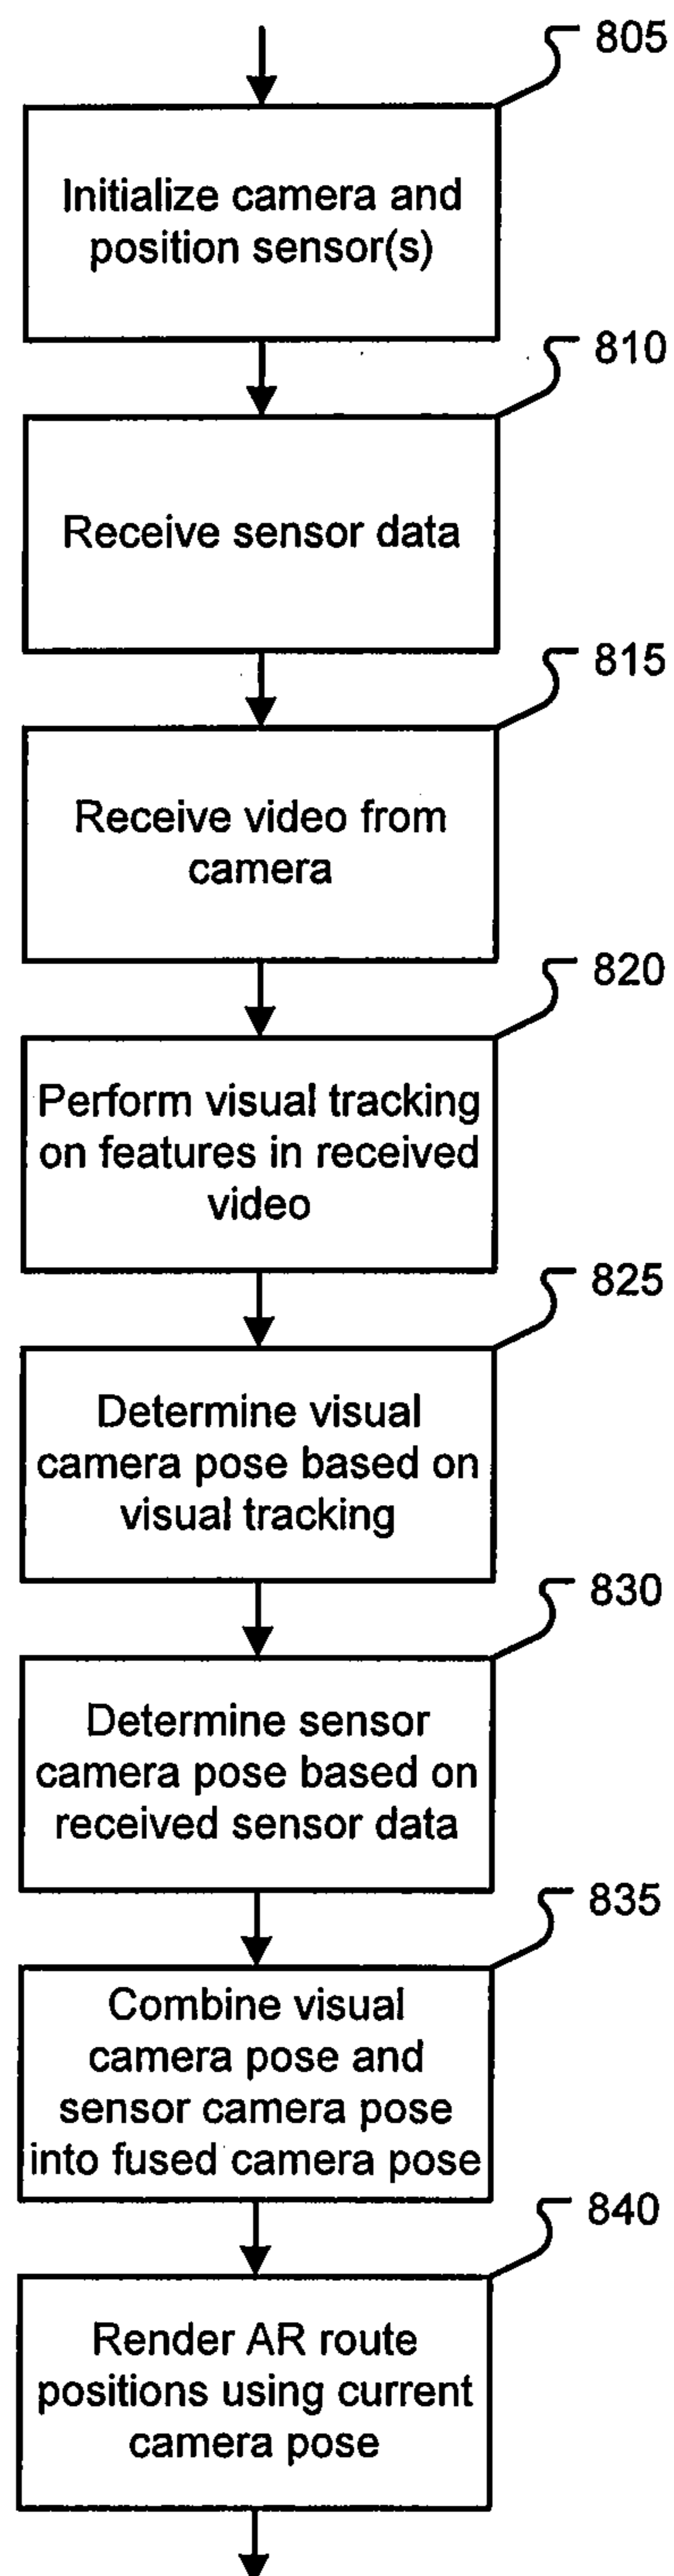 805
Initialize camera and
position sensor(s)
810
Receive sensor data
815
Receive video from
camera
820
Perform visual tracking
on features in received
video
825
Determine visual
camera pose based on
visual tracking
830
Determine sensor
camera pose based on
received sensor data
835
Combine visual
camera pose and
sensor camera pose
into fused camera pose
840
Render AR route
positions using current
camera pose